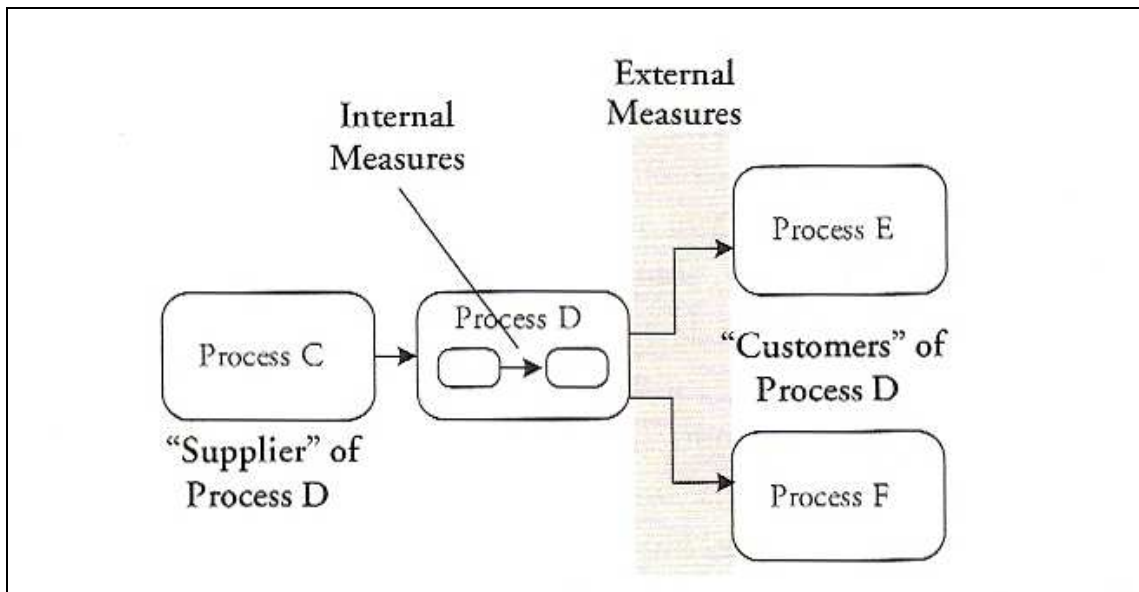 External
Measures
Internal
Measures
Process E
Process D
Process C
“Customers” of
Process D
“Supplier” of
Process D
Process F